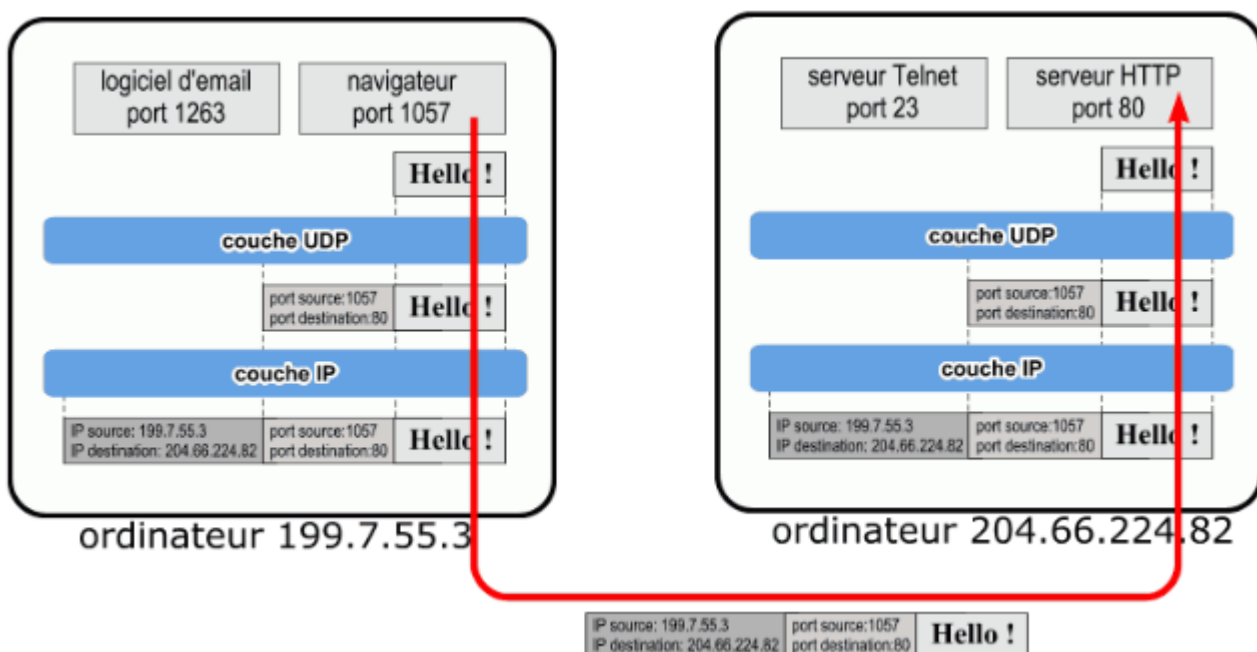 logiciel d'email
port 1263
navigateur
port 1057
Hello !
couche UDP
port source:1057
port destination:80
Hello !
couche IP
IP source: 199.7.55.3
IP destination: 204.66.224.82
port source:1057
port destination:80
Hello !
ordinateur 199.7.55.3
serveur Telnet
port 23
serveur HTTP
port 80
Hello !
couche UDP
port source:1057
port destination:80
Hello !
couche IP
IP source: 199.7.55.3
IP destination: 204.66.224.82
port source:1057
port destination:80
Hello !
ordinateur 204.66.224.82
IP source: 199.7.55.3
IP destination: 204.66.224.82
port source:1057
port destination:80
Hello !